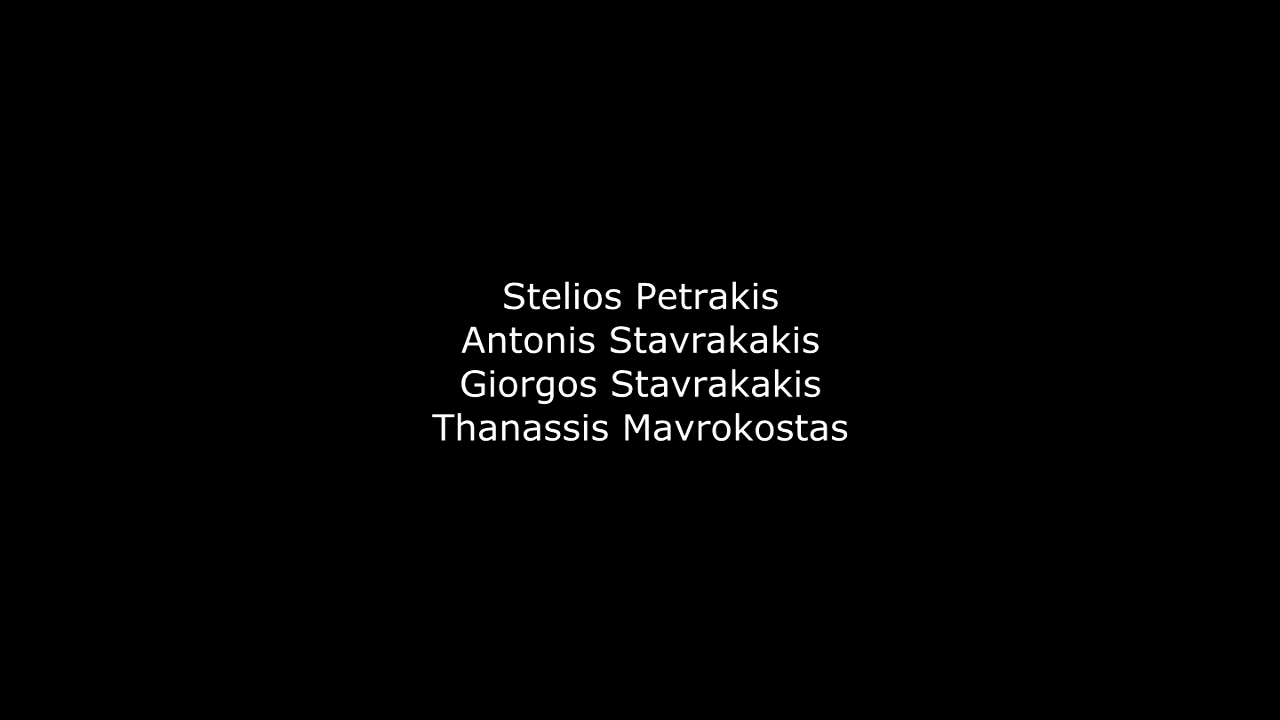 Stelios Petrakis
Antonis Stavrakakis
Giorgos Stavrakakis
Thanassis Mavrokostas